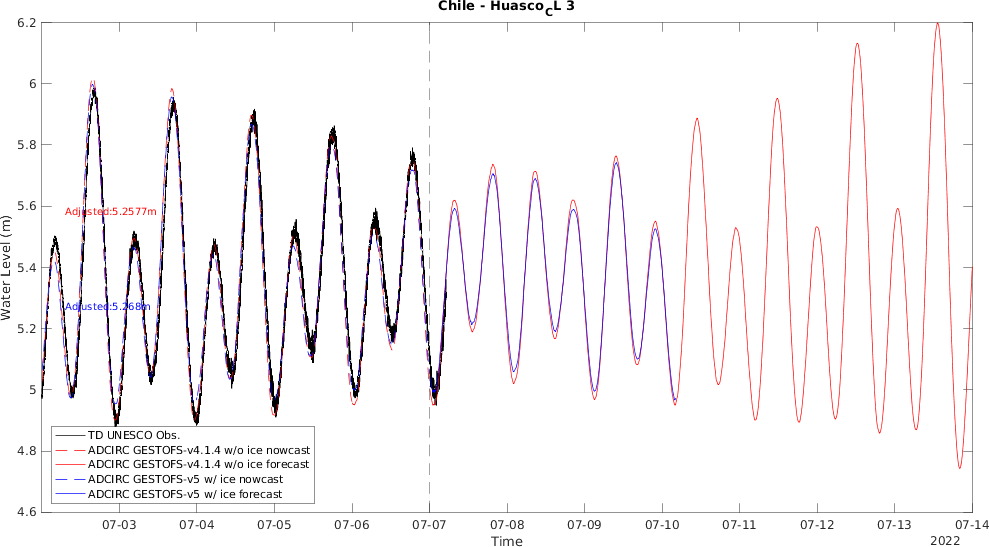 Chile - Huasco_CL 3
6.2
6
5.8
5.6
5.4
5.2
5
4.8
4.6
Water Level (m)
Adjusted:5.2577m
Adjusted:5.268m
TD UNESCO Obs.
ADCIRC GESTOFS-v4.1.4 w/o ice nowcast
ADCIRC GESTOFS-v4.1.4 w/o ice forecast
ADCIRC GESTOFS-v5 w/ ice nowcast
ADCIRC GESTOFS-v5 w/ ice forecast
07-03 07-04 07-05 07-06 07-07 07-08 07-09 07-10 07-11 07-12 07-13 07-14
Time
2022